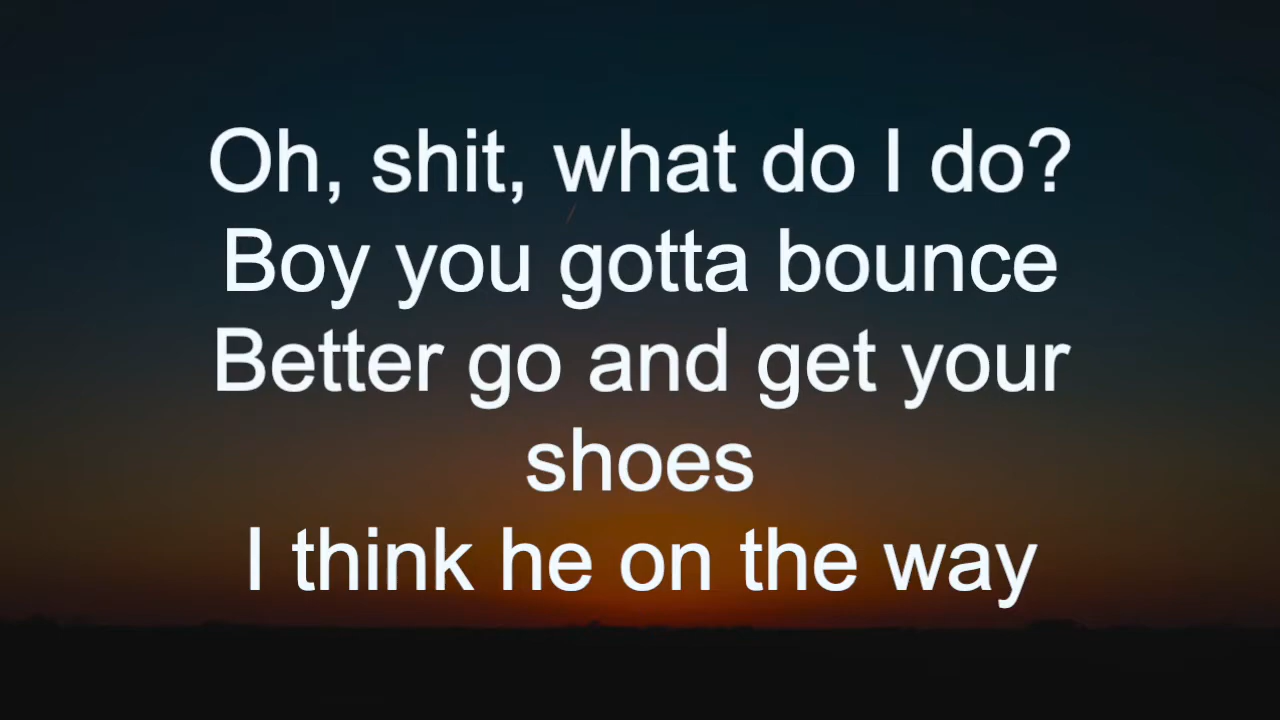 Oh, shit, what do I do?
Boy you gotta bounce
Better go and get your
shoes
I think he on the way